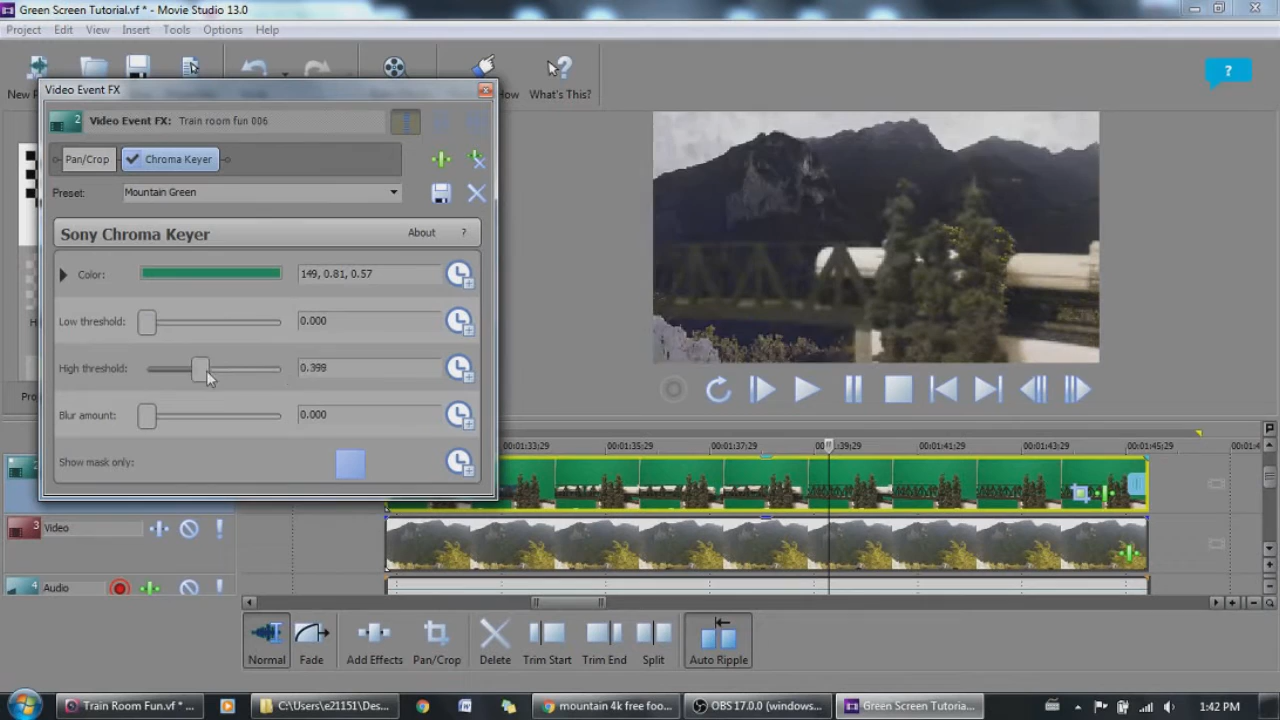 Green Screen Tutorial.vf * - Movie Studio 13.0
Project Edit View Insert Tools Options Help
New What's This?
?
Video Event FX
2 Video Event FX: Train room fun 006
Pan/Crop Chroma Keyer
Preset: Mountain Green
Sony Chroma Keyer About ?
Color: 149, 0.81, 0.57
Low threshold: 0.000
High threshold: 0.399
Blur amount: 0.000
Show mask only:
00:01:33;29 00:01:35;29 00:01:37;29 00:01:39;29 00:01:41;29 00:01:43;29 00:01:45;29
3 Video
4 Audio
Normal Fade Add Effects Pan/Crop Delete Trim Start Trim End Split Auto Ripple
Train Room Fun.vf * ... C:\Users\e21151\Cat... mountain 4k free foo... OBS 17.0.0 (windows... Green Screen Tutoria... 1:42 PM